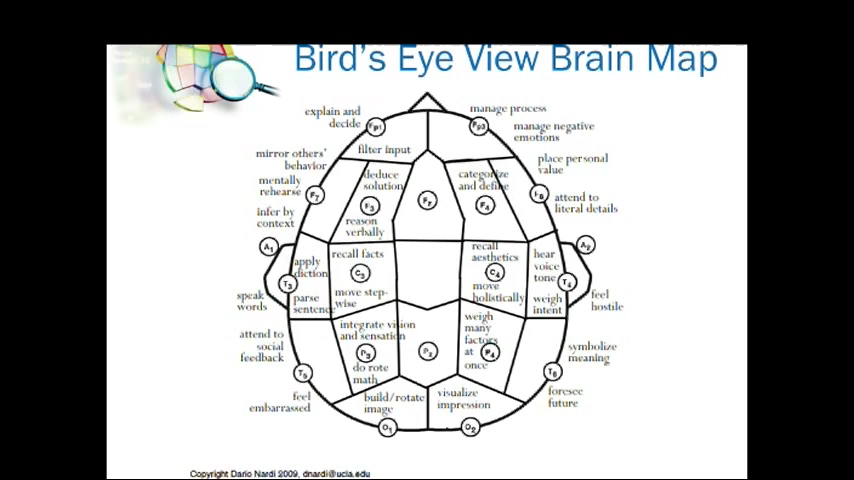 Bird's Eye View Brain Map
explain and
decide
Fp1
manage process
Fp2
manage negative
emotions
filter input
mirror others'
behavior
mentally
rehearse
F7
infer by
context
deduce
solution
F3
reason
verbally
Fz
categorize
and define
F4
place personal
value
F8
attend to
literal details
A1
A2
apply
diction
T3
parse
sentence
speak
words
recall facts
C3
move step-
wise
recall
aesthetics
C4
move
holistically
hear
voice
tone
T4
weigh
intent
feel
hostile
attend to
social
feedback
T5
feel
embarrassed
integrate vision
and sensation
P3
do rote
math
Pz
weigh
many
factors
at
once
P4
symbolize
meaning
T6
foresee
future
build/rotate
image
O1
visualize
impression
O2
Copyright Dario Nardi 2009, dnardi@ucla.edu